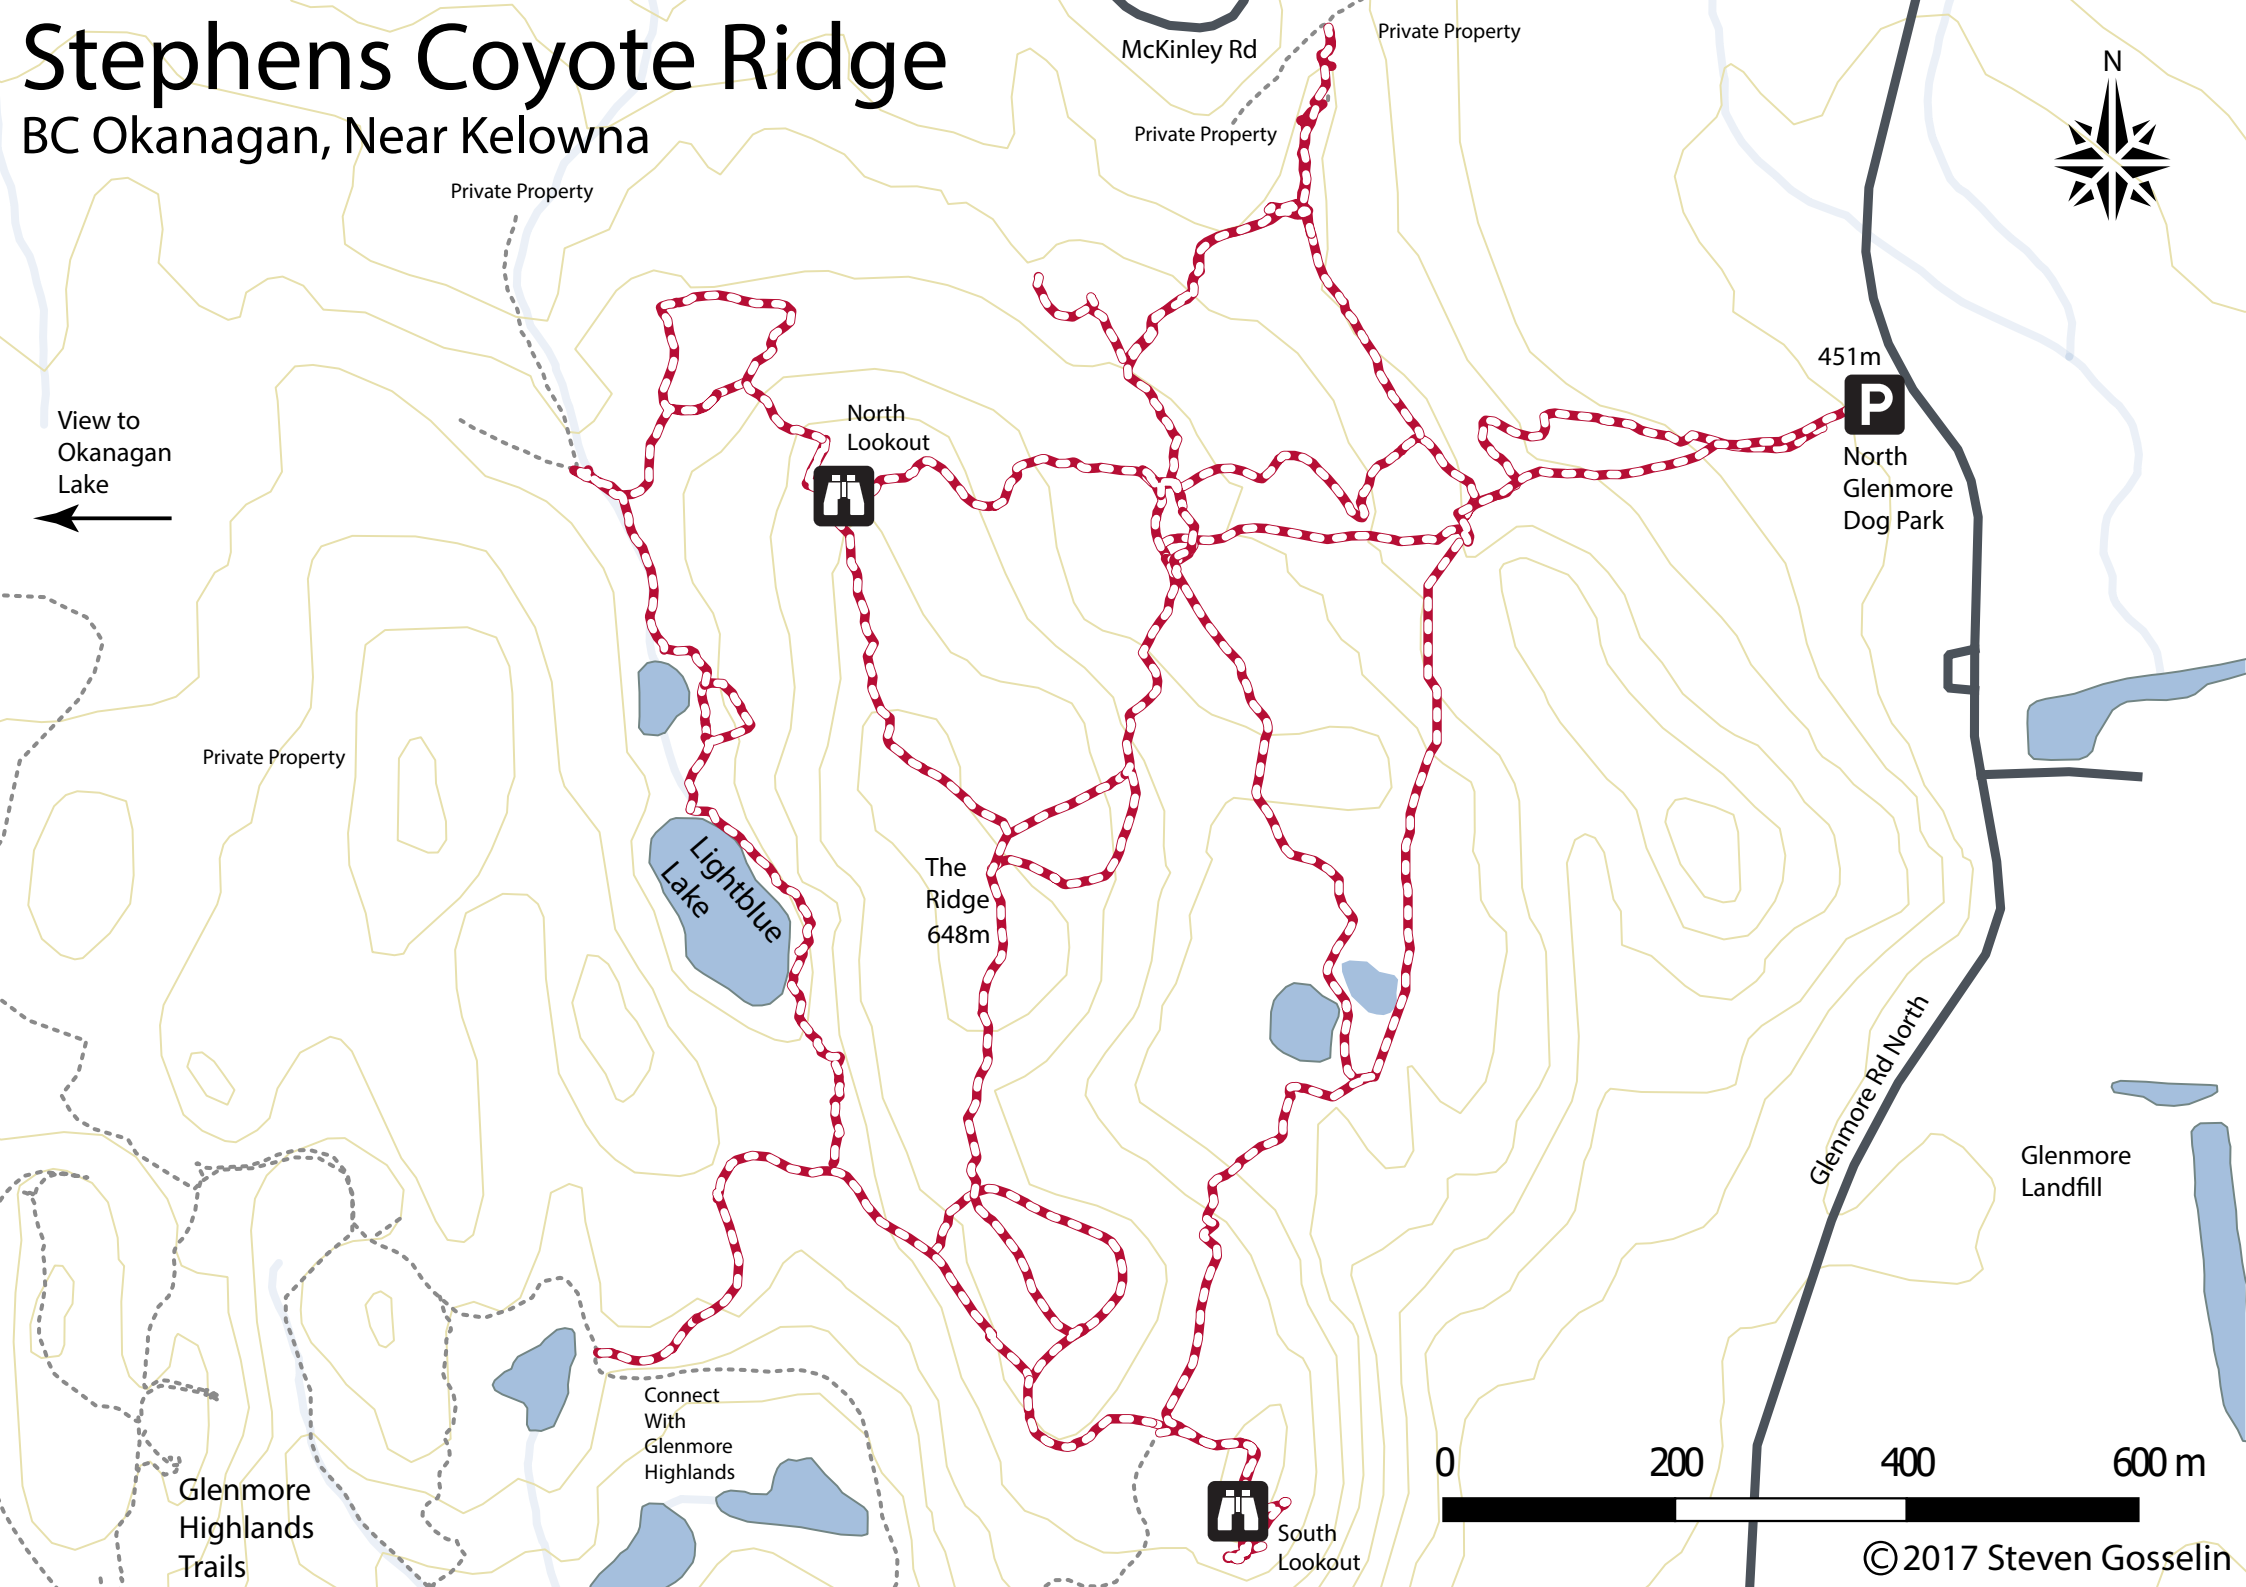 Stephens Coyote Ridge
BC Okanagan, Near Kelowna
McKinley Rd
Private Property
Private Property
Private Property
N
451m
P
North
Glenmore
Dog Park
View to
Okanagan
Lake
North
Lookout
Private Property
Lightblue
Lake
The
Ridge
648m
Glenmore Rd North
Glenmore
Landfill
Connect
With
Glenmore
Highlands
Glenmore
Highlands
Trails
South
Lookout
0 200 400 600 m
©2017 Steven Gosselin